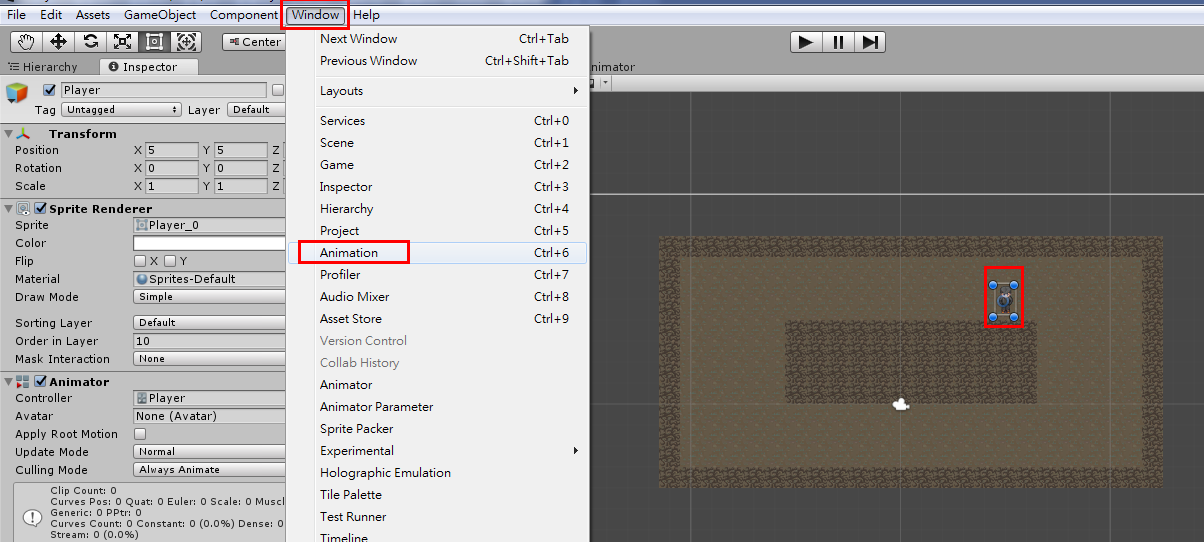 File Edit Assets GameObject Component Window Help
Center
Hierarchy Inspector
Player
Tag Untagged Layer Default
Transform
Position X 5 Y 5 Z
Rotation X 0 Y 0 Z
Scale X 1 Y 1 Z
Sprite Renderer
Sprite Player_0
Color
Flip X Y
Material Sprites-Default
Draw Mode Simple
Sorting Layer Default
Order in Layer 10
Mask Interaction None
Animator
Controller Player
Avatar None (Avatar)
Apply Root Motion
Update Mode Normal
Culling Mode Always Animate
Clip Count: 0
Curves Pos: 0 Quat: 0 Euler: 0 Scale: 0 Muscl
Generic: 0 PPtr: 0
Curves Count: 0 Constant: 0 (0.0%) Dense: 0
Stream: 0 (0.0%)
Next Window Ctrl+Tab
Previous Window Ctrl+Shift+Tab
Layouts
Services Ctrl+0
Scene Ctrl+1
Game Ctrl+2
Inspector Ctrl+3
Hierarchy Ctrl+4
Project Ctrl+5
Animation Ctrl+6
Profiler Ctrl+7
Audio Mixer Ctrl+8
Asset Store Ctrl+9
Version Control
Collab History
Animator
Animator Parameter
Sprite Packer
Experimental
Holographic Emulation
Tile Palette
Test Runner
Timeline
nimator